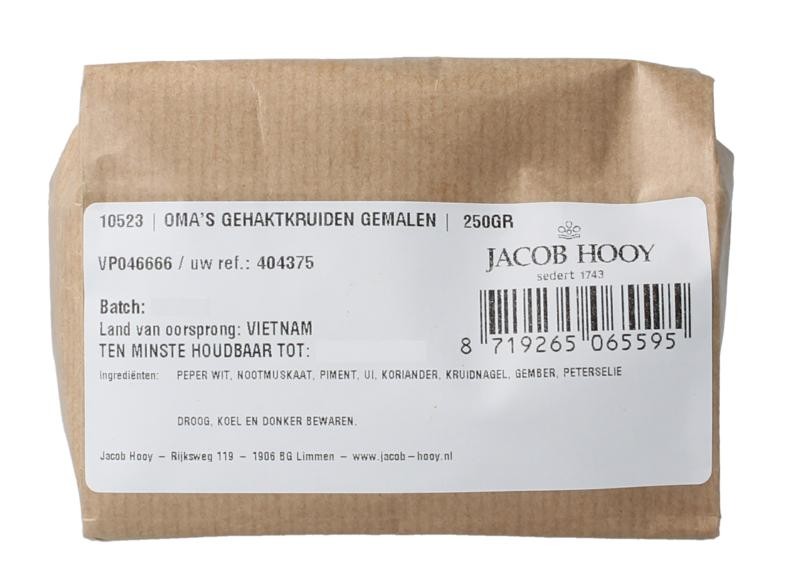 10523 | OMA'S GEHAKTKRUIDEN GEMALEN | 250GR
JACOB HOOY
sedert 1743
VP046666 / uw ref.: 404375
Batch:
Land van oorsprong: VIETNAM
TEN MINSTE HOUDBAAR TOT:
8 719265 065595
Ingrediënten: PEPER WIT, NOOTMUSKAAT, PIMENT, UI, KORIANDER, KRUIDNAGEL, GEMBER, PETERSELIE
DROOG, KOEL EN DONKER BEWAREN.
Jacob Hooy – Rijksweg 119 – 1906 BG Limmen – www.jacob-hooy.nl